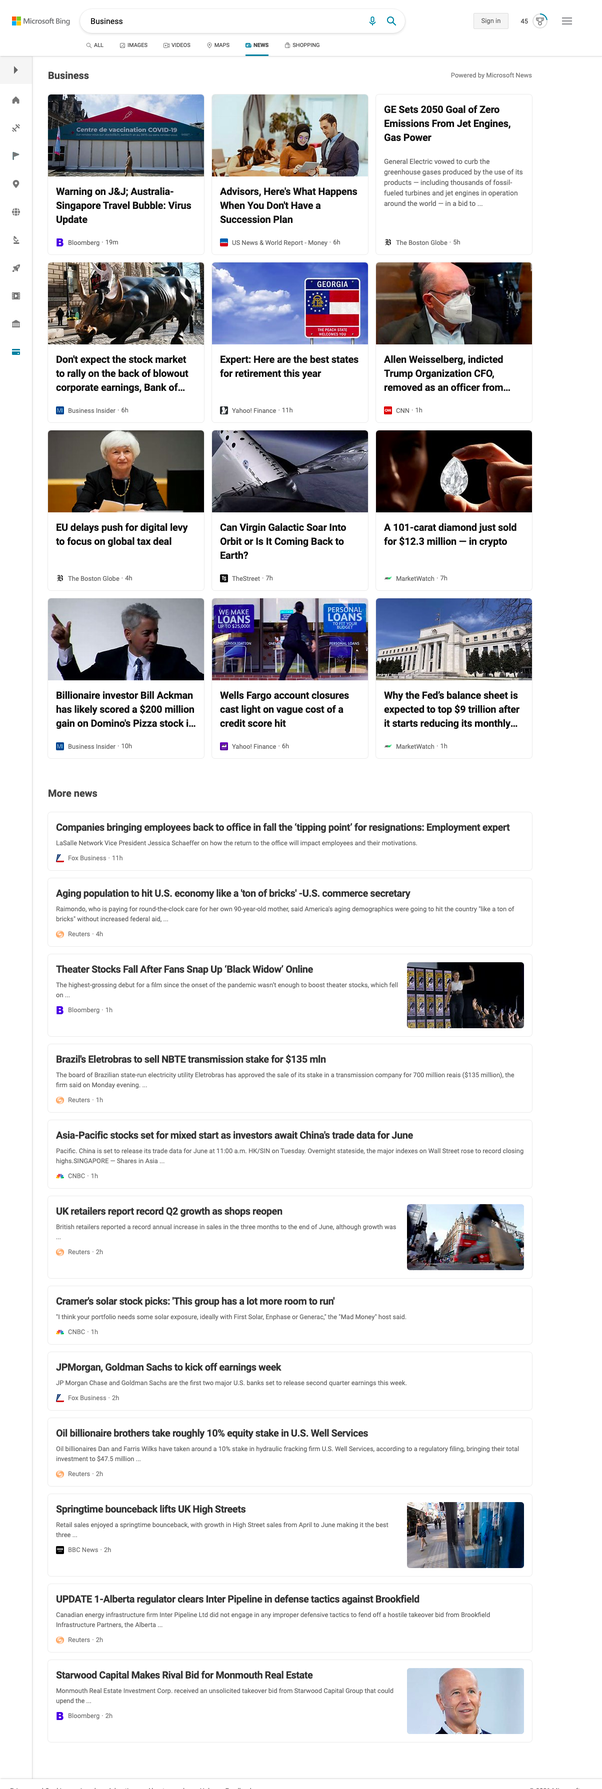 Microsoft Bing
Business
Sign in
45
ALL
IMAGES
VIDEOS
MAPS
NEWS
SHOPPING
Business
Powered by Microsoft News
Centre de vaccination COVID-19
Warning on J&J; Australia-
Singapore Travel Bubble: Virus
Update
Bloomberg · 19m
Advisors, Here's What Happens
When You Don't Have a
Succession Plan
US News & World Report - Money · 6h
GE Sets 2050 Goal of Zero
Emissions From Jet Engines,
Gas Power
General Electric vowed to curb the
greenhouse gases produced by the use of its
products — including thousands of fossil-
fueled turbines and jet engines in operation
around the world — in a bid to ...
The Boston Globe · 5h
Don't expect the stock market
to rally on the back of blowout
corporate earnings, Bank of...
Business Insider · 6h
GEORGIA
THE PEACH STATE
WELCOMES YOU
Expert: Here are the best states
for retirement this year
Yahoo! Finance · 11h
Allen Weisselberg, indicted
Trump Organization CFO,
removed as an officer from...
CNN · 1h
EU delays push for digital levy
to focus on global tax deal
The Boston Globe · 4h
Can Virgin Galactic Soar Into
Orbit or Is It Coming Back to
Earth?
TheStreet · 7h
A 101-carat diamond just sold
for $12.3 million — in crypto
MarketWatch · 7h
Billionaire investor Bill Ackman
has likely scored a $200 million
gain on Domino's Pizza stock i...
Business Insider · 10h
WE MAKE
LOANS
UP TO $25,000!
PERSONAL
LOANS
TO FIT YOUR
BUDGET
Wells Fargo account closures
cast light on vague cost of a
credit score hit
Yahoo! Finance · 6h
Why the Fed's balance sheet is
expected to top $9 trillion after
it starts reducing its monthly...
MarketWatch · 1h
More news
Companies bringing employees back to office in fall the 'tipping point' for resignations: Employment expert
LaSalle Network Vice President Jessica Schaeffer on how the return to the office will impact employees and their motivations.
Fox Business · 11h
Aging population to hit U.S. economy like a 'ton of bricks' -U.S. commerce secretary
Raimondo, who is paying for round-the-clock care for her own 90-year-old mother, said America's aging demographics were going to hit the country "like a ton of
bricks" without increased federal aid, ...
Reuters · 4h
Theater Stocks Fall After Fans Snap Up 'Black Widow' Online
The highest-grossing debut for a film since the onset of the pandemic wasn't enough to boost theater stocks, which fell
on ...
Bloomberg · 1h
Brazil's Eletrobras to sell NBTE transmission stake for $135 mln
The board of Brazilian state-run electricity utility Eletrobras has approved the sale of its stake in a transmission company for 700 million reais ($135 million), the
firm said on Monday evening. ...
Reuters · 1h
Asia-Pacific stocks set for mixed start as investors await China's trade data for June
Pacific. China is set to release its trade data for June at 11:00 a.m. HK/SIN on Tuesday. Overnight stateside, the major indexes on Wall Street rose to record closing
highs.SINGAPORE — Shares in Asia ...
CNBC · 1h
UK retailers report record Q2 growth as shops reopen
British retailers reported a record annual increase in sales in the three months to the end of June, although growth was
...
Reuters · 2h
Cramer's solar stock picks: 'This group has a lot more room to run'
"I think your portfolio needs some solar exposure, ideally with First Solar, Enphase or Generac," the "Mad Money" host said.
CNBC · 1h
JPMorgan, Goldman Sachs to kick off earnings week
JP Morgan Chase and Goldman Sachs are the first two major U.S. banks set to release second quarter earnings this week.
Fox Business · 2h
Oil billionaire brothers take roughly 10% equity stake in U.S. Well Services
Oil billionaires Dan and Farris Wilks have taken around a 10% stake in hydraulic fracking firm U.S. Well Services, according to a regulatory filing, bringing their total
investment to $47.5 million ...
Reuters · 2h
Springtime bounceback lifts UK High Streets
Retail sales enjoyed a springtime bounceback, with growth in High Street sales from April to June making it the best
three ...
BBC News · 2h
UPDATE 1-Alberta regulator clears Inter Pipeline in defense tactics against Brookfield
Canadian energy infrastructure firm Inter Pipeline Ltd did not engage in any improper defensive tactics to fend off a hostile takeover bid from Brookfield
Infrastructure Partners, the Alberta ...
Reuters · 2h
Starwood Capital Makes Rival Bid for Monmouth Real Estate
Monmouth Real Estate Investment Corp. received an unsolicited takeover bid from Starwood Capital Group that could
upend the ...
Bloomberg · 2h